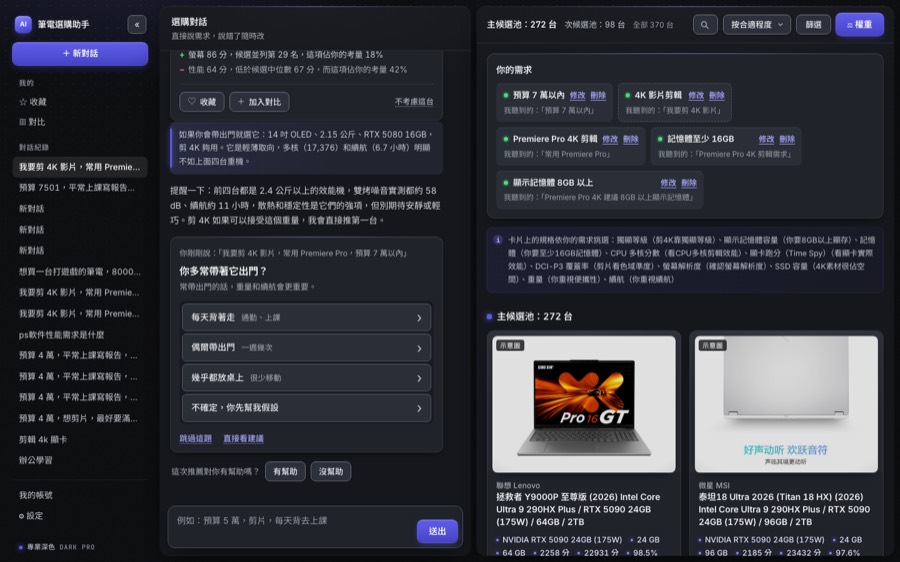 AI 筆電選購助手 «
＋ 新對話
我的
☆ 收藏
對比
對話紀錄
我要剪 4K 影片，常用 Premie...
預算 7501，平常上課寫報告...
新對話
新對話
新對話
想買一台打遊戲的筆電，8000...
我要剪 4K 影片，常用 Premie...
我要剪 4K 影片，常用 Premie...
ps軟件性能需求是什麼
預算 4 萬，平常上課寫報告，...
預算 4 萬，平常上課寫報告，...
預算 4 萬，平常上課寫報告，...
預算 4 萬，想剪片，最好要滿...
剪輯 4k 顯卡
辦公學習
我的帳號
設定
專業深色 DARK PRO
選購對話
直接說需求，說錯了隨時改
+ 螢幕 86 分，候選並列第 29 名，這項佔你的考量 18%
− 性能 64 分，低於候選中位數 67 分，而這項佔你的考量 42%
♡ 收藏
＋ 加入對比
不考慮這台
如果你會帶出門就選它：14 吋 OLED、2.15 公斤、RTX 5080 16GB，
剪 4K 夠用。它是輕薄取向，多核（17,376）和續航（6.7 小時）明顯
不如上面四台重機。
提醒一下：前四台都是 2.4 公斤以上的效能機，雙烤噪音實測都約 58
dB、續航約 11 小時，散熱和穩定性是它們的強項，但別期待安靜或輕
巧。剪 4K 如果可以接受這個重量，我會直接推第一台。
你剛剛說：「我要剪 4K 影片，常用 Premiere Pro，預算 7 萬以內」
你多常帶著它出門？
常帶出門的話，重量和續航會更重要。
每天背著走 通勤、上課
偶爾帶出門 一週幾次
幾乎都放桌上 很少移動
不確定，你先幫我假設
跳過這題 直接看建議
這次推薦對你有幫助嗎？ 有幫助 沒幫助
例如：預算 5 萬，剪片，每天背去上課
送出
主候選池：272 台 次候選池：98 台 全部 370 台
按合適程度
篩選
權重
你的需求
預算 7 萬以內 修改 刪除
我聽到的：「預算 7 萬以內」
4K 影片剪輯 修改 刪除
我聽到的：「我要剪 4K 影片」
Premiere Pro 4K 剪輯 修改 刪除
我聽到的：「常用 Premiere Pro」
記憶體至少 16GB 修改 刪除
我聽到的：「Premiere Pro 4K 剪輯需求」
顯示記憶體 8GB 以上 修改 刪除
我聽到的：「Premiere Pro 4K 建議 8GB 以上顯示記憶體」
卡片上的規格依你的需求挑選：獨顯等級（剪4K靠獨顯等級）、顯示記憶體容量（你要8GB以上顯存）、記憶
體（你要至少16GB記憶體）、CPU 多核分數（看CPU多核剪輯效能）、顯卡跑分（Time Spy）（看顯卡實際
效能）、DCI-P3 覆蓋率（剪片看色域準度）、螢幕解析度（確認螢幕解析度）、SSD 容量（4K素材很佔空
間）、重量（你重視便攜性）、續航（你重視續航）
主候選池：272 台
示意圖
Pro 16 GT
聯想 Lenovo
拯救者 Y9000P 至尊版 (2026) Intel Core
Ultra 9 290HX Plus / RTX 5090 24GB
(175W) / 64GB / 2TB
NVIDIA RTX 5090 24GB (175W) 24 GB
64 GB 2258 分 22931 分 98.5%
示意圖
好声动听 欢跃音符
声临其境更动听
微星 MSI
泰坦18 Ultra 2026 (Titan 18 HX) (2026)
Intel Core Ultra 9 290HX Plus / RTX 5090
24GB (175W) / 96GB / 2TB
NVIDIA RTX 5090 24GB (175W) 24 GB
96 GB 2185 分 23432 分 97.6%